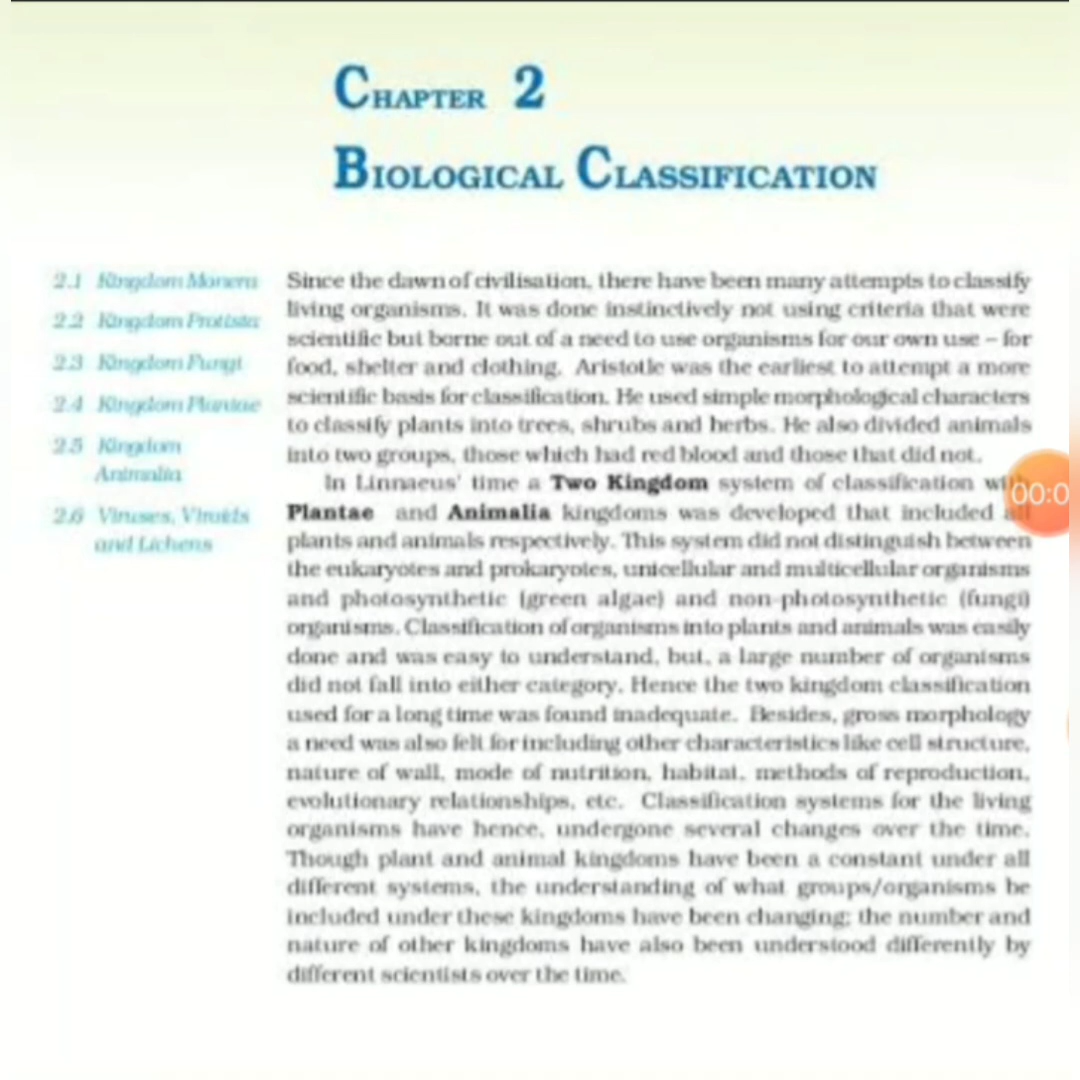 CHAPTER 2
BIOLOGICAL CLASSIFICATION
2.1 Kingdom Monera
2.2 Kingdom Protista
2.3 Kingdom Fungi
2.4 Kingdom Plantae
2.5 Kingdom
Animalia
2.6 Viruses, Viroids
and Lichens
Since the dawn of civilisation, there have been many attempts to classify
living organisms. It was done instinctively not using criteria that were
scientific but borne out of a need to use organisms for our own use – for
food, shelter and clothing. Aristotle was the earliest to attempt a more
scientific basis for classification. He used simple morphological characters
to classify plants into trees, shrubs and herbs. He also divided animals
into two groups, those which had red blood and those that did not.
In Linnaeus' time a Two Kingdom system of classification with
Plantae and Animalia kingdoms was developed that included all
plants and animals respectively. This system did not distinguish between
the eukaryotes and prokaryotes, unicellular and multicellular organisms
and photosynthetic (green algae) and non-photosynthetic (fungi)
organisms. Classification of organisms into plants and animals was easily
done and was easy to understand, but, a large number of organisms
did not fall into either category. Hence the two kingdom classification
used for a long time was found inadequate. Besides, gross morphology
a need was also felt for including other characteristics like cell structure,
nature of wall, mode of nutrition, habitat, methods of reproduction,
evolutionary relationships, etc. Classification systems for the living
organisms have hence, undergone several changes over the time.
Though plant and animal kingdoms have been a constant under all
different systems, the understanding of what groups/organisms be
included under these kingdoms have been changing; the number and
nature of other kingdoms have also been understood differently by
different scientists over the time.
00:0